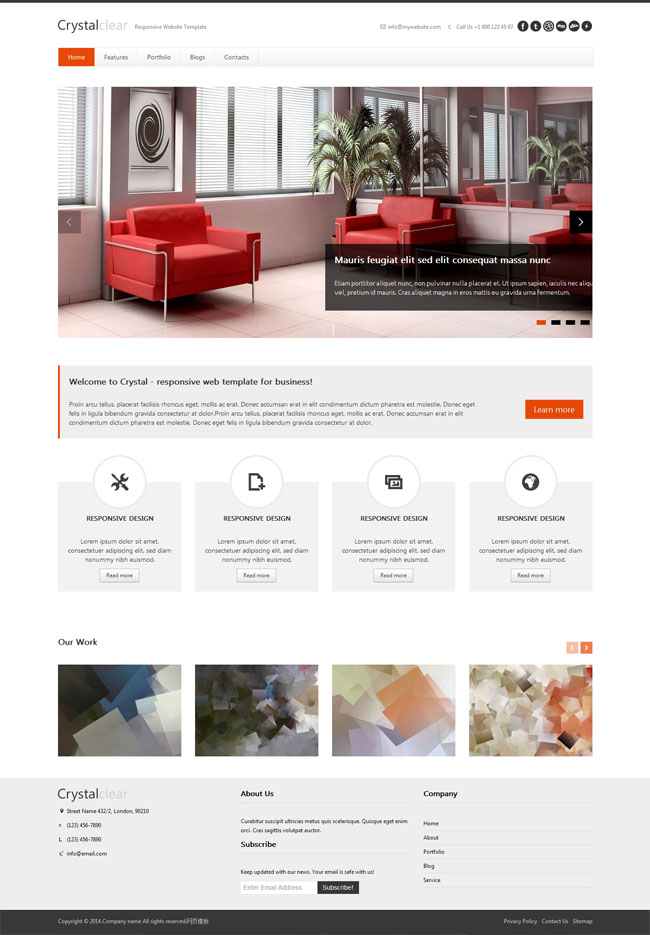 Crystalclear Responsive Website Template info@mywebsite.com Call Us +1 800 123 45 67
Home Features Portfolio Blogs Contacts
Mauris feugiat elit sed elit consequat massa nunc
Etiam porttitor aliquet nunc, non pulvinar nulla placerat et. Ut ipsum sapien, iaculis nec aliqu
vel, pretium id mauris. Cras aliquet magna in eros mattis eu gravida urna fermentum.
Welcome to Crystal - responsive web template for business!
Proin arcu tellus, placerat facilisis rhoncus eget, mollis ac erat. Donec accumsan erat in elit condimentum dictum pharetra est molestie. Donec eget
felis in ligula bibendum gravida consectetur at dolor.Proin arcu tellus, placerat facilisis rhoncus eget, mollis ac erat. Donec accumsan erat in elit
condimentum dictum pharetra est molestie. Donec eget felis in ligula bibendum gravida consectetur at dolor.
Learn more
RESPONSIVE DESIGN
Lorem ipsum dolor sit amet,
consectetuer adipiscing elit, sed diam
nonummy nibh euismod.
Read more
RESPONSIVE DESIGN
Lorem ipsum dolor sit amet,
consectetuer adipiscing elit, sed diam
nonummy nibh euismod.
Read more
RESPONSIVE DESIGN
Lorem ipsum dolor sit amet,
consectetuer adipiscing elit, sed diam
nonummy nibh euismod.
Read more
RESPONSIVE DESIGN
Lorem ipsum dolor sit amet,
consectetuer adipiscing elit, sed diam
nonummy nibh euismod.
Read more
Our Work
Crystalclear
Street Name 432/2, London, 90210
(123) 456-7890
(123) 456-7890
info@email.com
About Us
Curabitur suscipit ultricies metus quis scelerisque. Quisque eget enim
orci. Cras sagittis volutpat auctor.
Subscribe
Keep updated with our news. Your email is safe with us!
Enter Email Address Subscribe!
Company
Home
About
Portfolio
Blog
Service
Copyright © 2014.Company name All rights reserved.网页模板
Privacy Policy Contact Us Sitemap